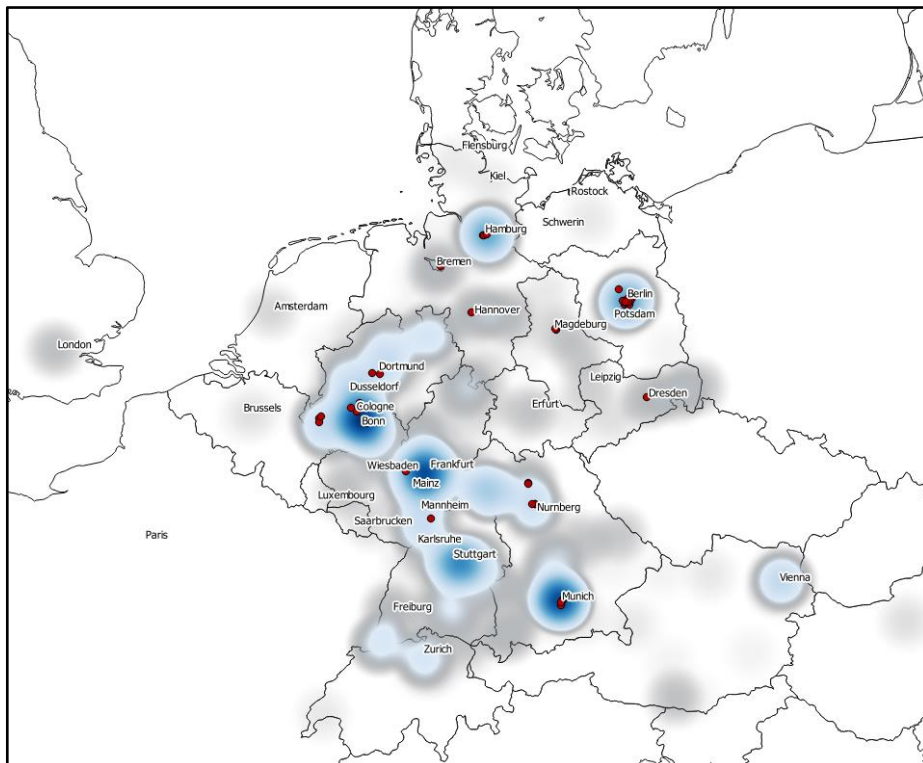 Flensburg
Kiel
Rostock
Schwerin
Hamburg
Bremen
Berlin
Amsterdam
Hannover
Potsdam
Magdeburg
London
Dortmund
Leipzig
Dusseldorf
Dresden
Brussels
Cologne
Erfurt
Bonn
Wiesbaden
Frankfurt
Mainz
Luxembourg
Mannheim
Nurnberg
Saarbrucken
Paris
Karlsruhe
Stuttgart
Vienna
Munich
Freiburg
Zurich